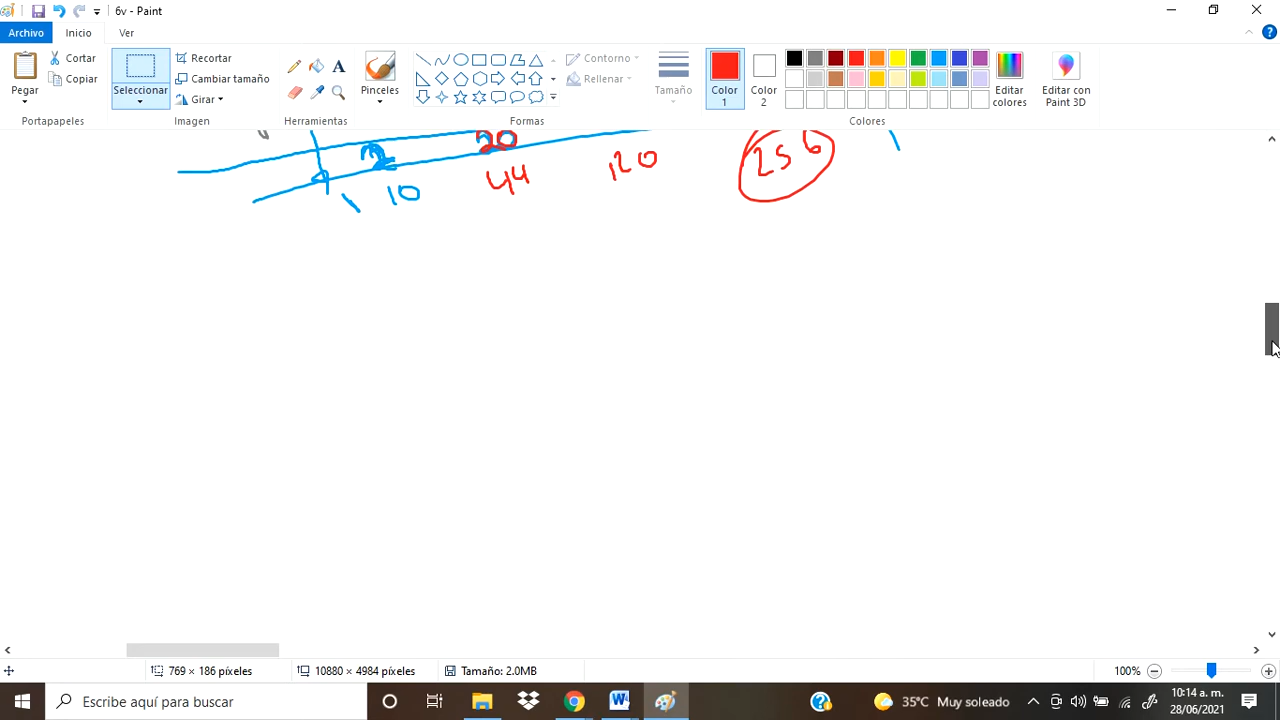 6v - Paint
Archivo Inicio Ver
Pegar
Cortar
Copiar
Portapapeles
Seleccionar
Recortar
Cambiar tamaño
Girar
Imagen
A
Herramientas
Pinceles
Contorno
Rellenar
Formas
Tamaño
Color 1
Color 2
Colores
Editar colores
Editar con Paint 3D
20
2
10 44 120 256
769 × 186 píxeles 10880 × 4984 píxeles Tamaño: 2.0MB 100%
Escribe aquí para buscar
35°C Muy soleado
10:14 a. m.
28/06/2021